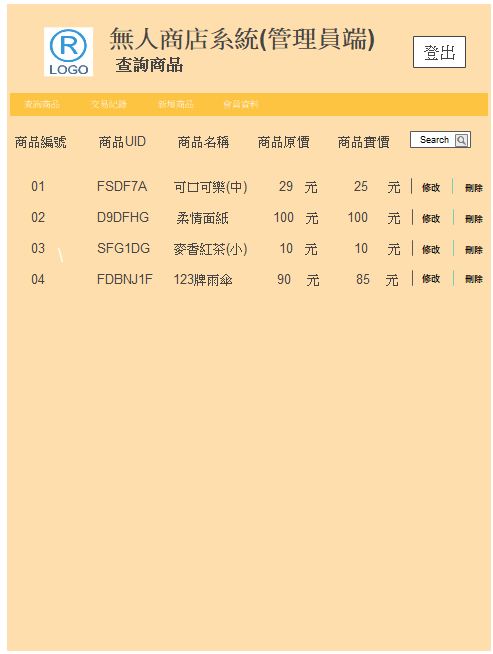 無人商店系統(管理員端)
登出
® LOGO
查詢商品
查詢商品 交易記錄 新增商品 會員資料
商品編號 商品UID 商品名稱 商品原價 商品實價 Search
01 FSDF7A 可口可樂(中) 29 元 25 元 修改 刪除
02 D9DFHG 柔情面紙 100 元 100 元 修改 刪除
03 SFG1DG 麥香紅茶(小) 10 元 10 元 修改 刪除
\
04 FDBNJ1F 123牌雨傘 90 元 85 元 修改 刪除